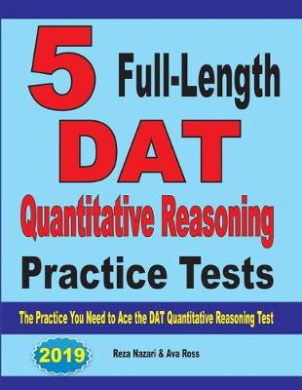 5 Full-Length
DAT
Quantitative Reasoning
Practice Tests
The Practice You Need to Ace the DAT Quantitative Reasoning Test
2019 Reza Nazari & Ava Ross